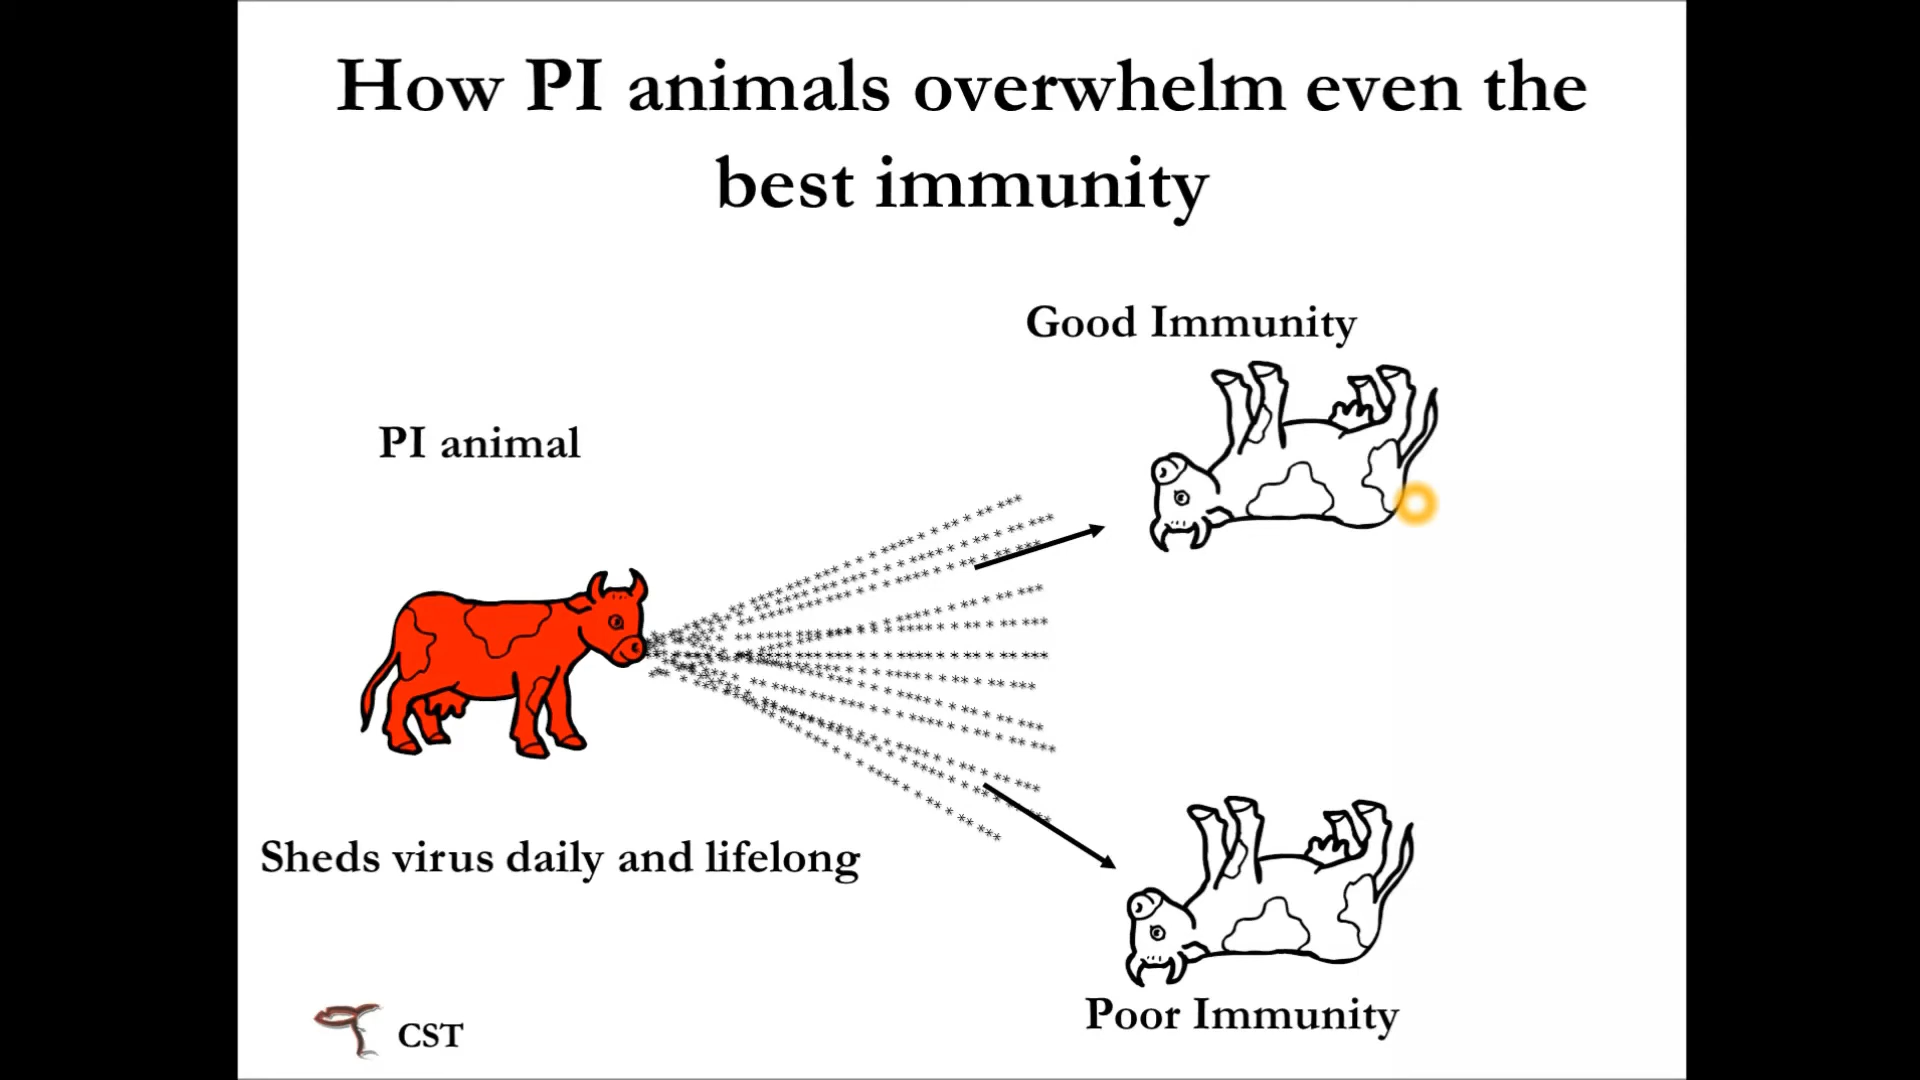 How PI animals overwhelm even the
best immunity
Good Immunity
PI animal
Sheds virus daily and lifelong
Poor Immunity
CST